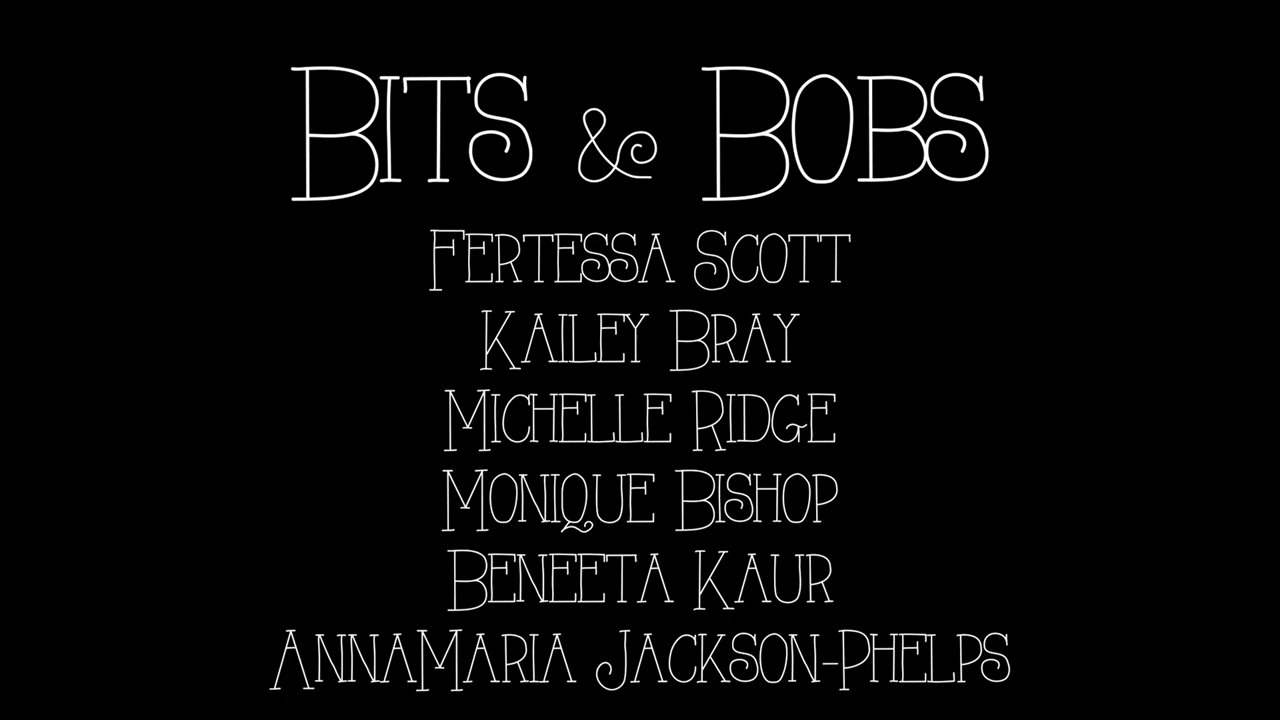 Bits & Bobs
Fertessa Scott
Kailey Bray
Michelle Ridge
Monique Bishop
Beneeta Kaur
AnnaMaria Jackson-Phelps